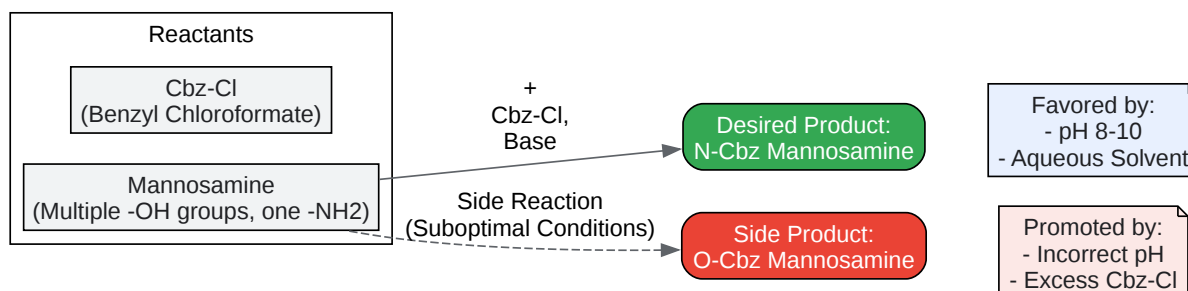 Reactants
Cbz-Cl
(Benzyl Chloroformate)
Mannosamine
(Multiple -OH groups, one -NH2)
+
Cbz-Cl,
Base
Side Reaction
(Suboptimal Conditions)
Desired Product:
N-Cbz Mannosamine
Side Product:
O-Cbz Mannosamine
Favored by:
- pH 8-10
- Aqueous Solvent
Promoted by:
- Incorrect pH
- Excess Cbz-Cl